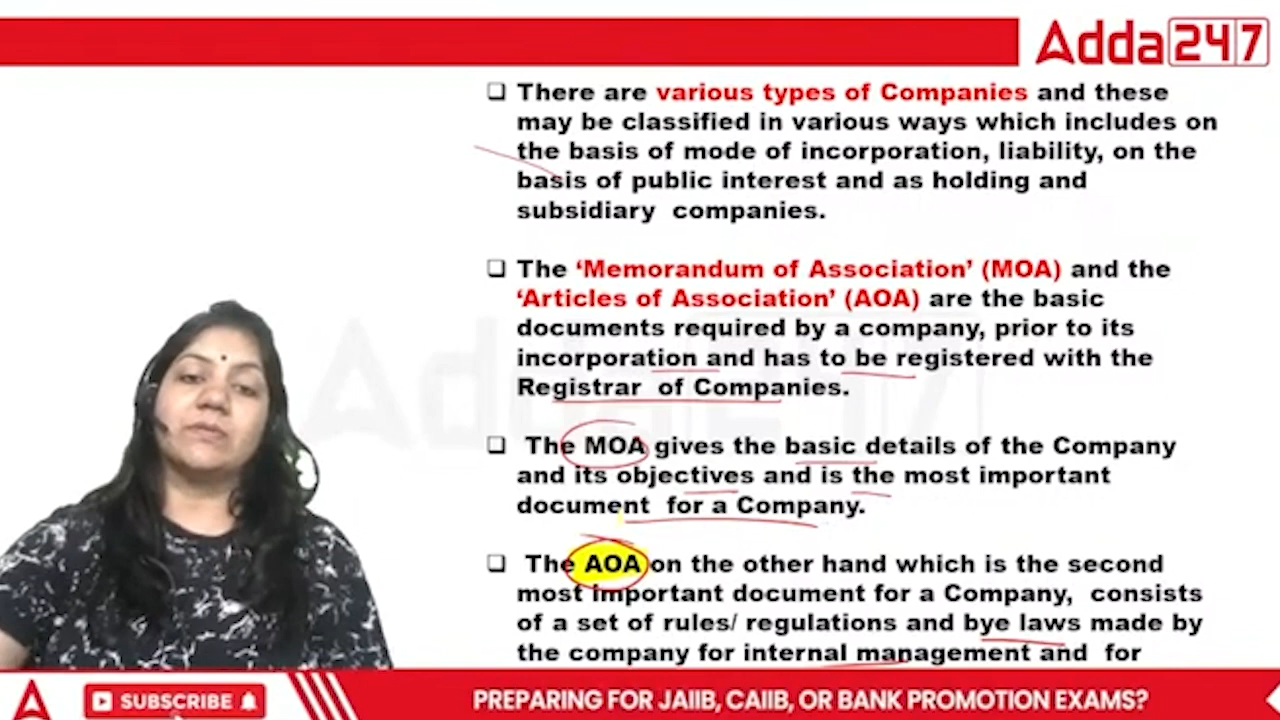 Adda247
❑ There are various types of Companies and these
may be classified in various ways which includes on
the basis of mode of incorporation, liability, on the
basis of public interest and as holding and
subsidiary companies.
❑ The ‘Memorandum of Association’ (MOA) and the
‘Articles of Association’ (AOA) are the basic
documents required by a company, prior to its
incorporation and has to be registered with the
Registrar of Companies.
❑ The MOA gives the basic details of the Company
and its objectives and is the most important
document for a Company.
❑ The AOA on the other hand which is the second
most important document for a Company, consists
of a set of rules/ regulations and bye laws made by
the company for internal management and for
Adda247
SUBSCRIBE
PREPARING FOR JAIIB, CAIIB, OR BANK PROMOTION EXAMS?